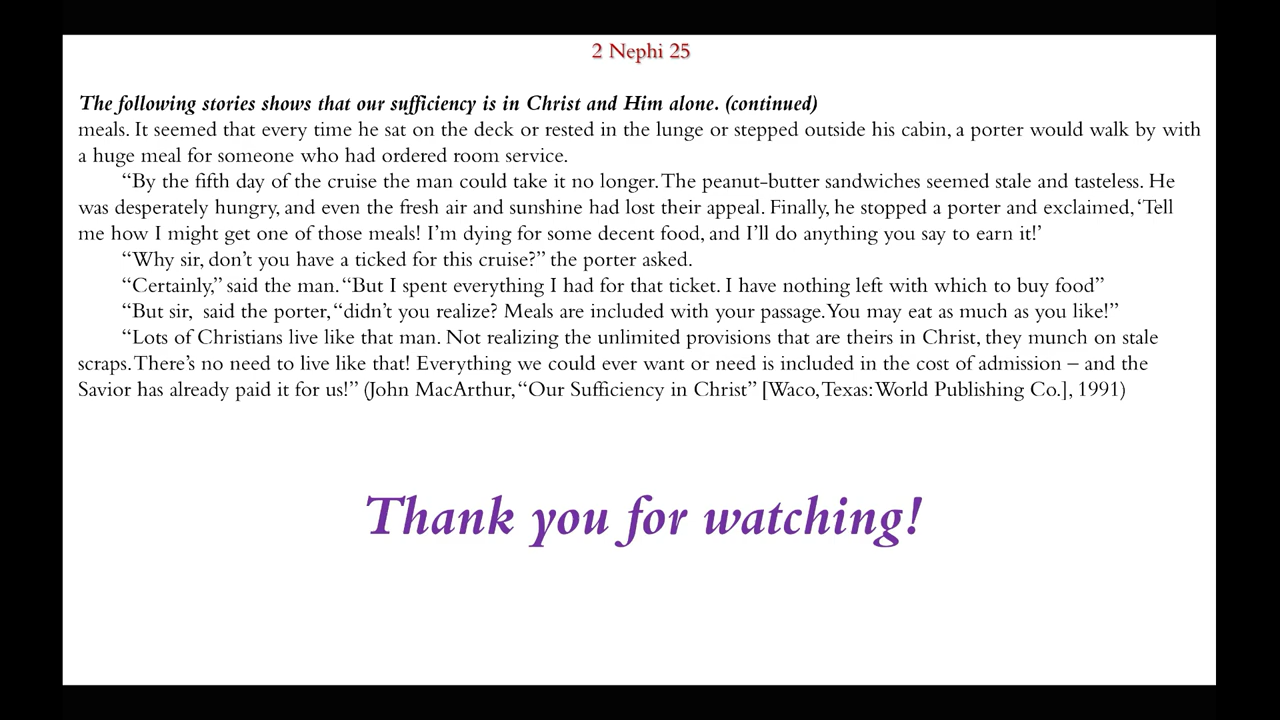 2 Nephi 25
The following stories shows that our sufficiency is in Christ and Him alone. (continued)
meals. It seemed that every time he sat on the deck or rested in the lunge or stepped outside his cabin, a porter would walk by with
a huge meal for someone who had ordered room service.
“By the fifth day of the cruise the man could take it no longer. The peanut-butter sandwiches seemed stale and tasteless. He
was desperately hungry, and even the fresh air and sunshine had lost their appeal. Finally, he stopped a porter and exclaimed, ‘Tell
me how I might get one of those meals! I’m dying for some decent food, and I’ll do anything you say to earn it!’
“Why sir, don’t you have a ticked for this cruise?” the porter asked.
“Certainly,” said the man. “But I spent everything I had for that ticket. I have nothing left with which to buy food”
“But sir,  said the porter, “didn’t you realize? Meals are included with your passage. You may eat as much as you like!”
“Lots of Christians live like that man. Not realizing the unlimited provisions that are theirs in Christ, they munch on stale
scraps. There’s no need to live like that! Everything we could ever want or need is included in the cost of admission – and the
Savior has already paid it for us!” (John MacArthur, “Our Sufficiency in Christ” [Waco, Texas: World Publishing Co.], 1991)
Thank you for watching!